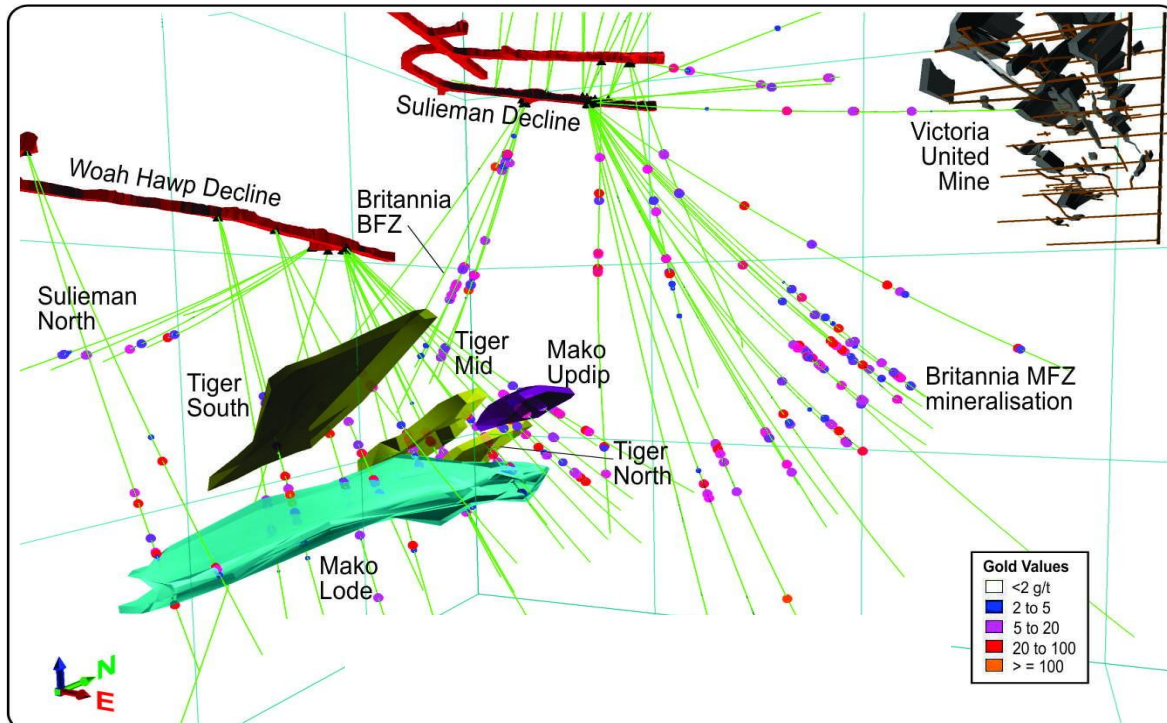 Sulieman Decline
Victoria
United
Mine
Woah Hawp Decline
Britannia
BFZ
Sulieman
North
Tiger
South
Tiger
Mid
Mako
Updip
Britannia MFZ
mineralisation
Tiger
North
Mako
Lode
Gold Values
<2 g/t
2 to 5
5 to 20
20 to 100
> = 100
N
E